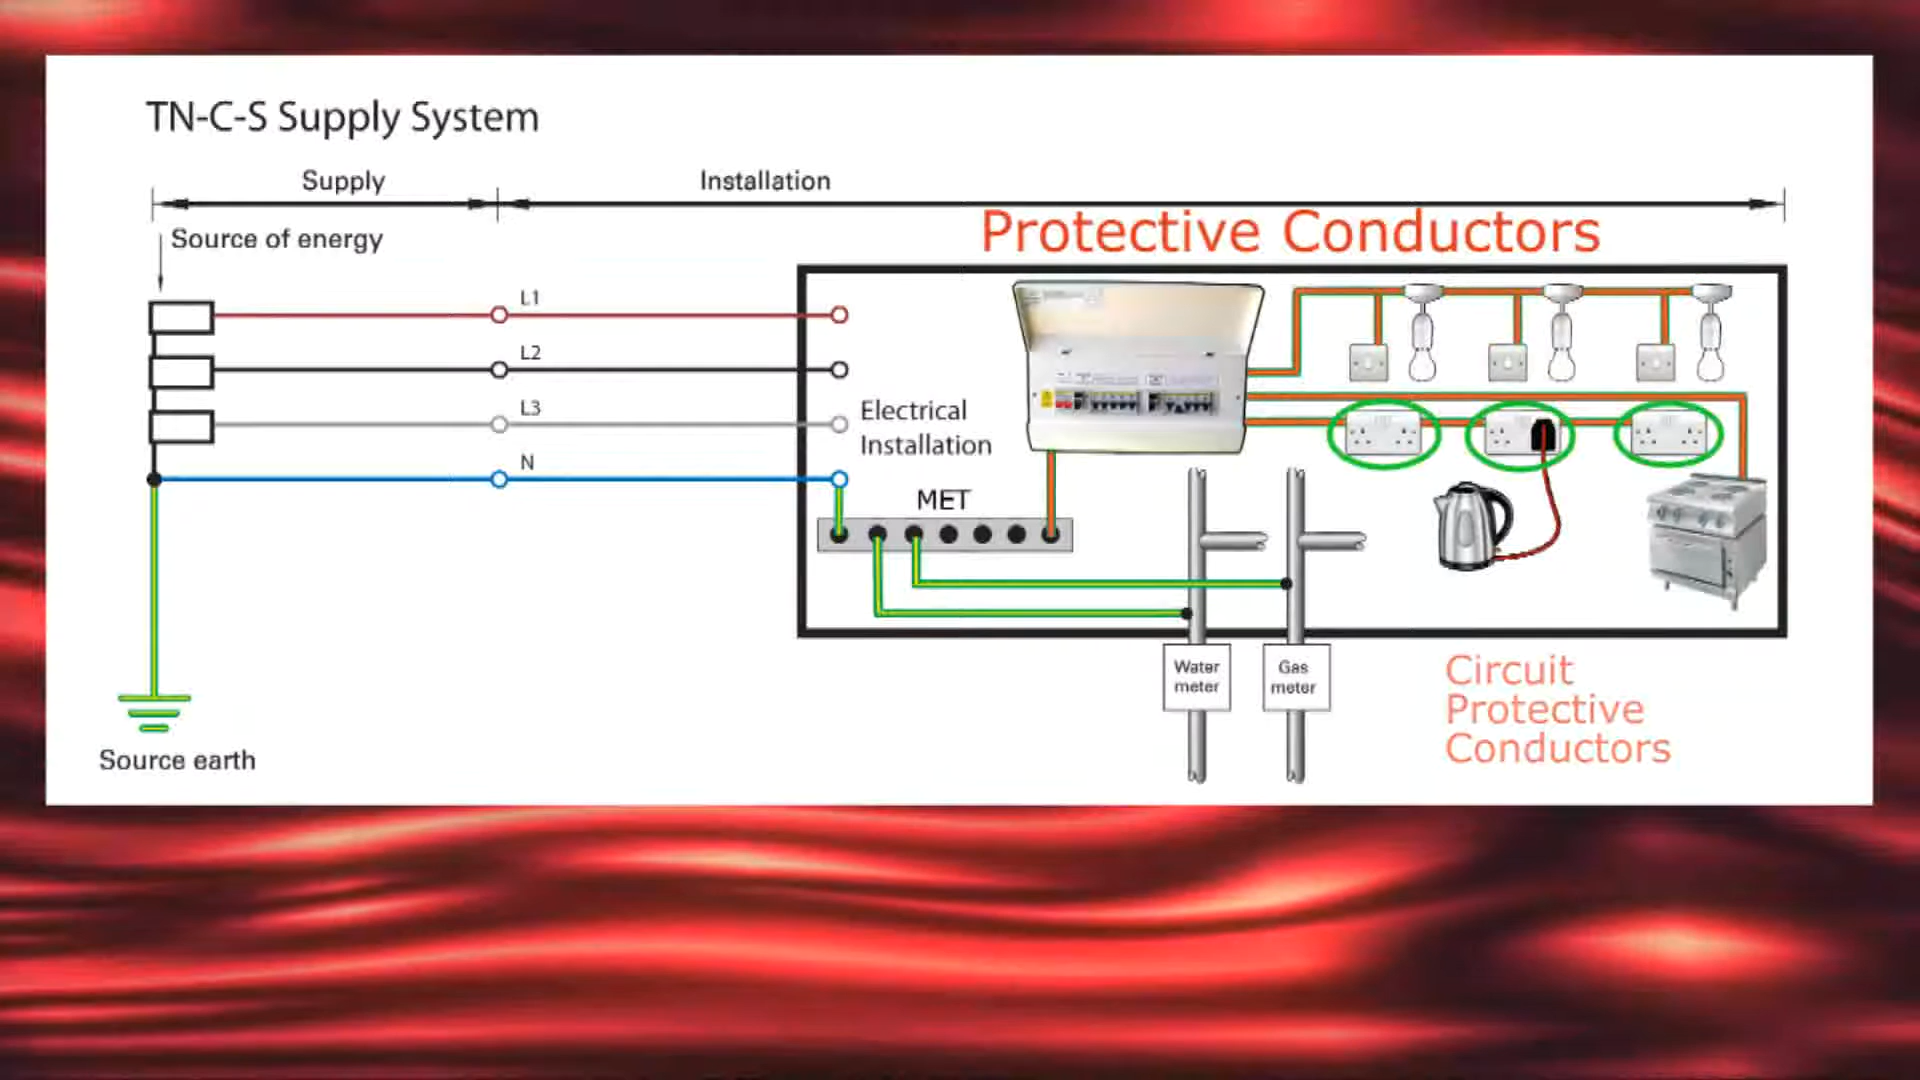 TN-C-S Supply System
Supply
Installation
Source of energy
Protective Conductors
L1
L2
L3
N
Electrical
Installation
MET
Water
meter
Gas
meter
Circuit
Protective
Conductors
Source earth